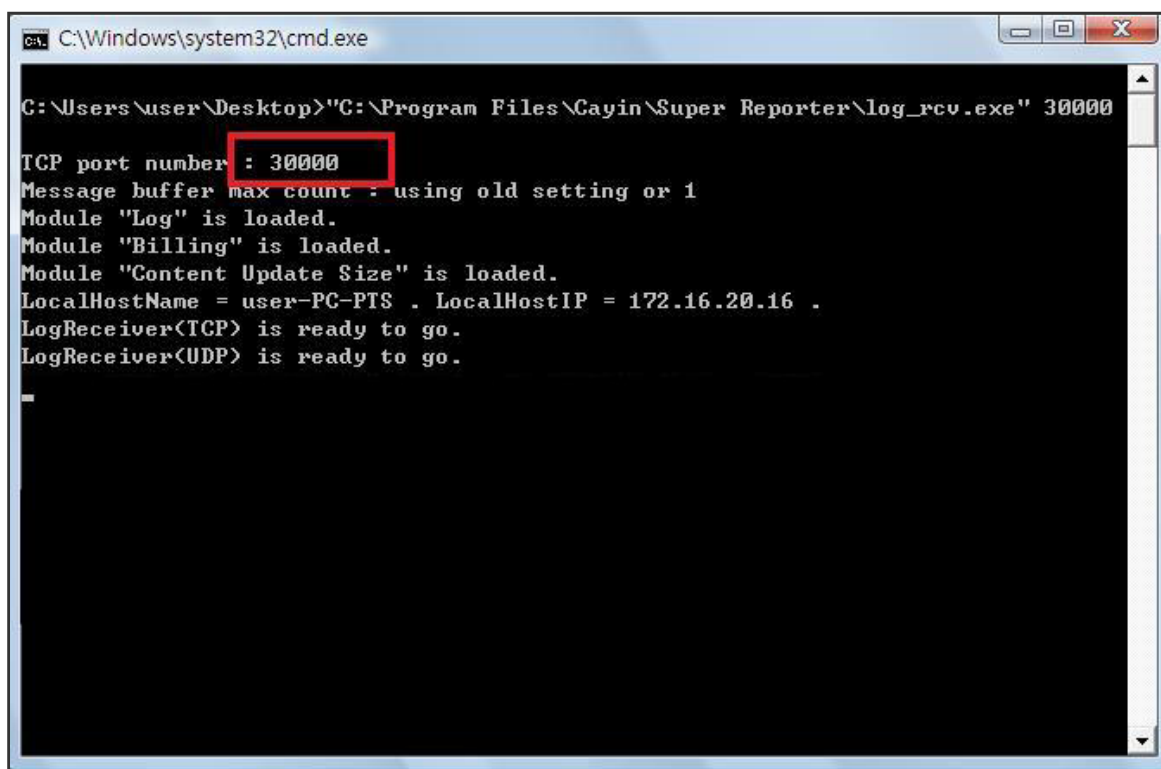 C:\Windows\system32\cmd.exe
C:\Users\user\Desktop>"C:\Program Files\Cayin\Super Reporter\log_rcv.exe" 30000
TCP port number : 30000
Message buffer max count : using old setting or 1
Module "Log" is loaded.
Module "Billing" is loaded.
Module "Content Update Size" is loaded.
LocalHostName = user-PC-PTS . LocalHostIP = 172.16.20.16 .
LogReceiver(TCP) is ready to go.
LogReceiver(UDP) is ready to go.